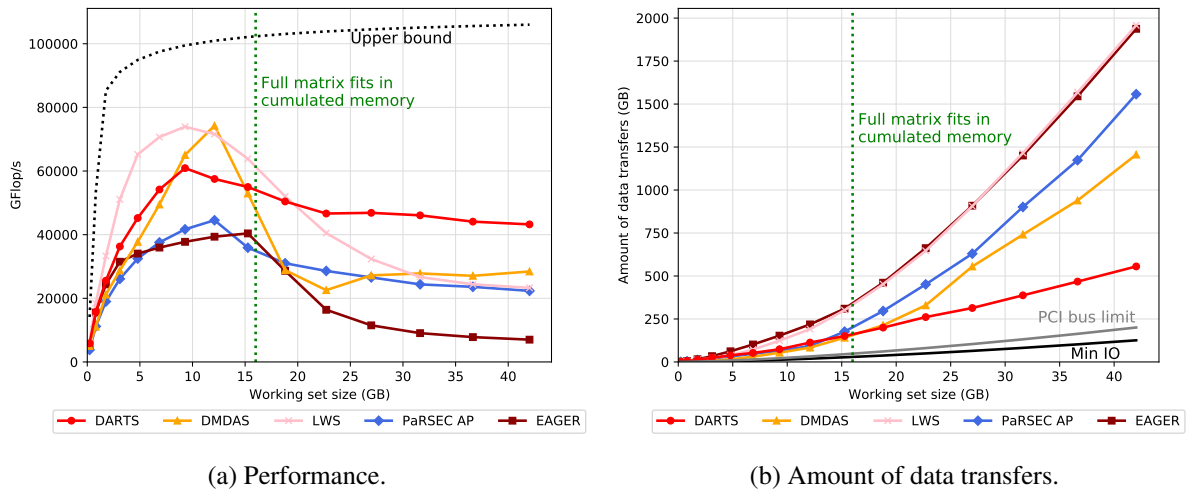 100000
80000
60000
40000
20000
0
GFlop/s
Upper bound
Full matrix fits in
cumulated memory
0 5 10 15 20 25 30 35 40
Working set size (GB)
DARTS DMDAS LWS PaRSEC AP EAGER
(a) Performance.
2000
1750
1500
1250
1000
750
500
250
0
Amount of data transfers (GB)
Full matrix fits in
cumulated memory
PCI bus limit
Min IO
0 5 10 15 20 25 30 35 40
Working set size (GB)
DARTS DMDAS LWS PaRSEC AP EAGER
(b) Amount of data transfers.